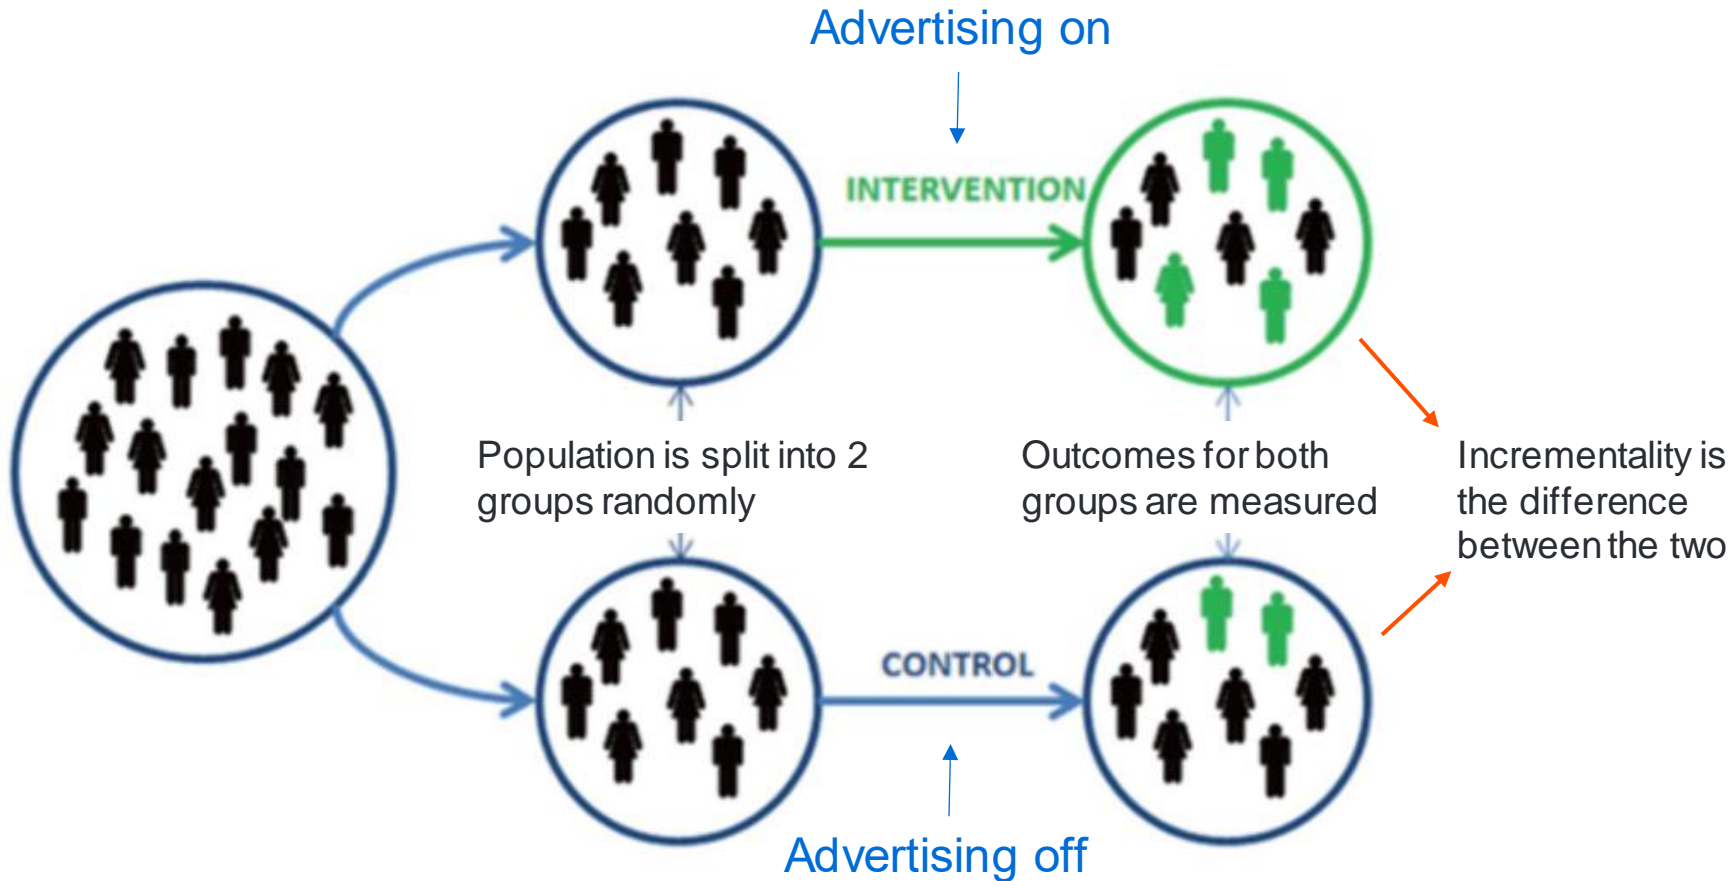 Advertising on
INTERVENTION
Population is split into 2
groups randomly
Outcomes for both
groups are measured
Incrementality is
the difference
between the two
CONTROL
Advertising off